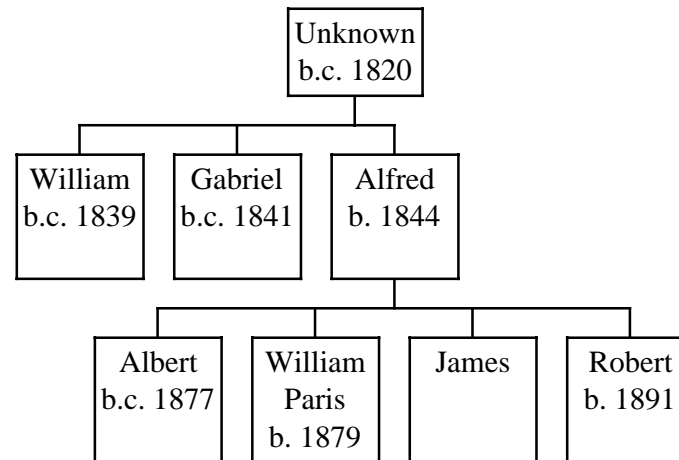 Unknown
b.c. 1820
William
b.c. 1839
Gabriel
b.c. 1841
Alfred
b. 1844
Albert
b.c. 1877
William
Paris
b. 1879
James
Robert
b. 1891